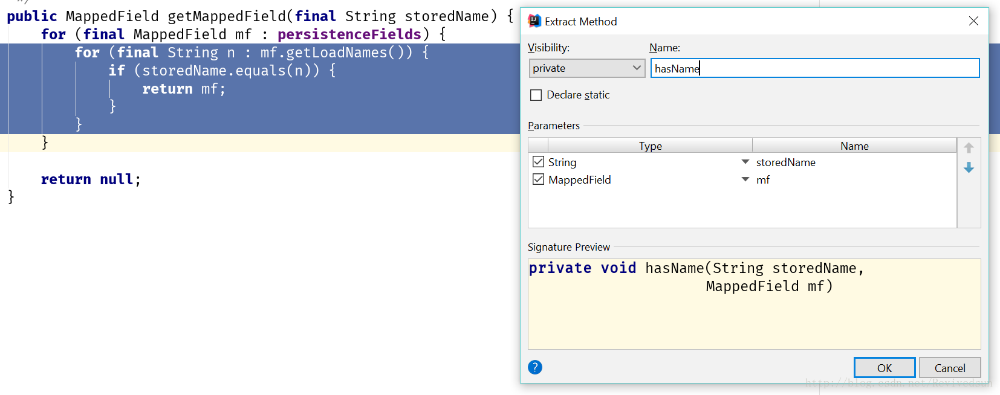 */
public MappedField getMappedField(final String storedName) {
for (final MappedField mf : persistenceFields) {
for (final String n : mf.getLoadNames()) {
if (storedName.equals(n)) {
return mf;
}
}
}
return null;
}
Extract Method
Visibility: Name:
private hasName
Declare static
Parameters
Type Name
String storedName
MappedField mf
Signature Preview
private void hasName(String storedName,
MappedField mf)
? OK Cancel
http://blog.csdn.net/Revivedsun